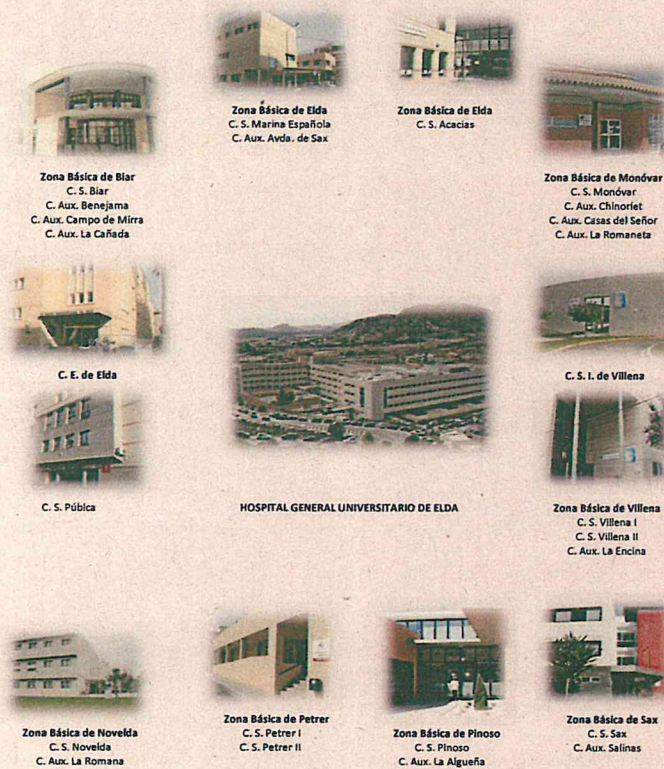 Zona Básica de Elda
C. S. Marina Española
C. Aux. Avda. de Sax
Zona Básica de Elda
C. S. Acacias
Zona Básica de Biar
C. S. Biar
C. Aux. Benejama
C. Aux. Campo de Mirra
C. Aux. La Cañada
Zona Básica de Monóvar
C. S. Monóvar
C. Aux. Chinorlet
C. Aux. Casas del Señor
C. Aux. La Romaneta
C. E. de Elda
C. S. I. de Villena
C. S. Púbica
HOSPITAL GENERAL UNIVERSITARIO DE ELDA
Zona Básica de Villena
C. S. Villena I
C. S. Villena II
C. Aux. La Encina
Zona Básica de Novelda
C. S. Novelda
C. Aux. La Romana
Zona Básica de Petrer
C. S. Petrer I
C. S. Petrer II
Zona Básica de Pinoso
C. S. Pinoso
C. Aux. La Algueña
Zona Básica de Sax
C. S. Sax
C. Aux. Salinas